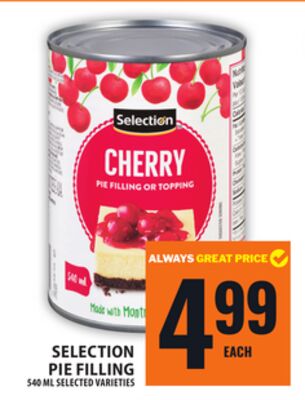 Selection
CHERRY
PIE FILLING OR TOPPING
540 mL
Made with Montm
ALWAYS GREAT PRICE
4.99
EACH
SELECTION
PIE FILLING
540 ML SELECTED VARIETIES